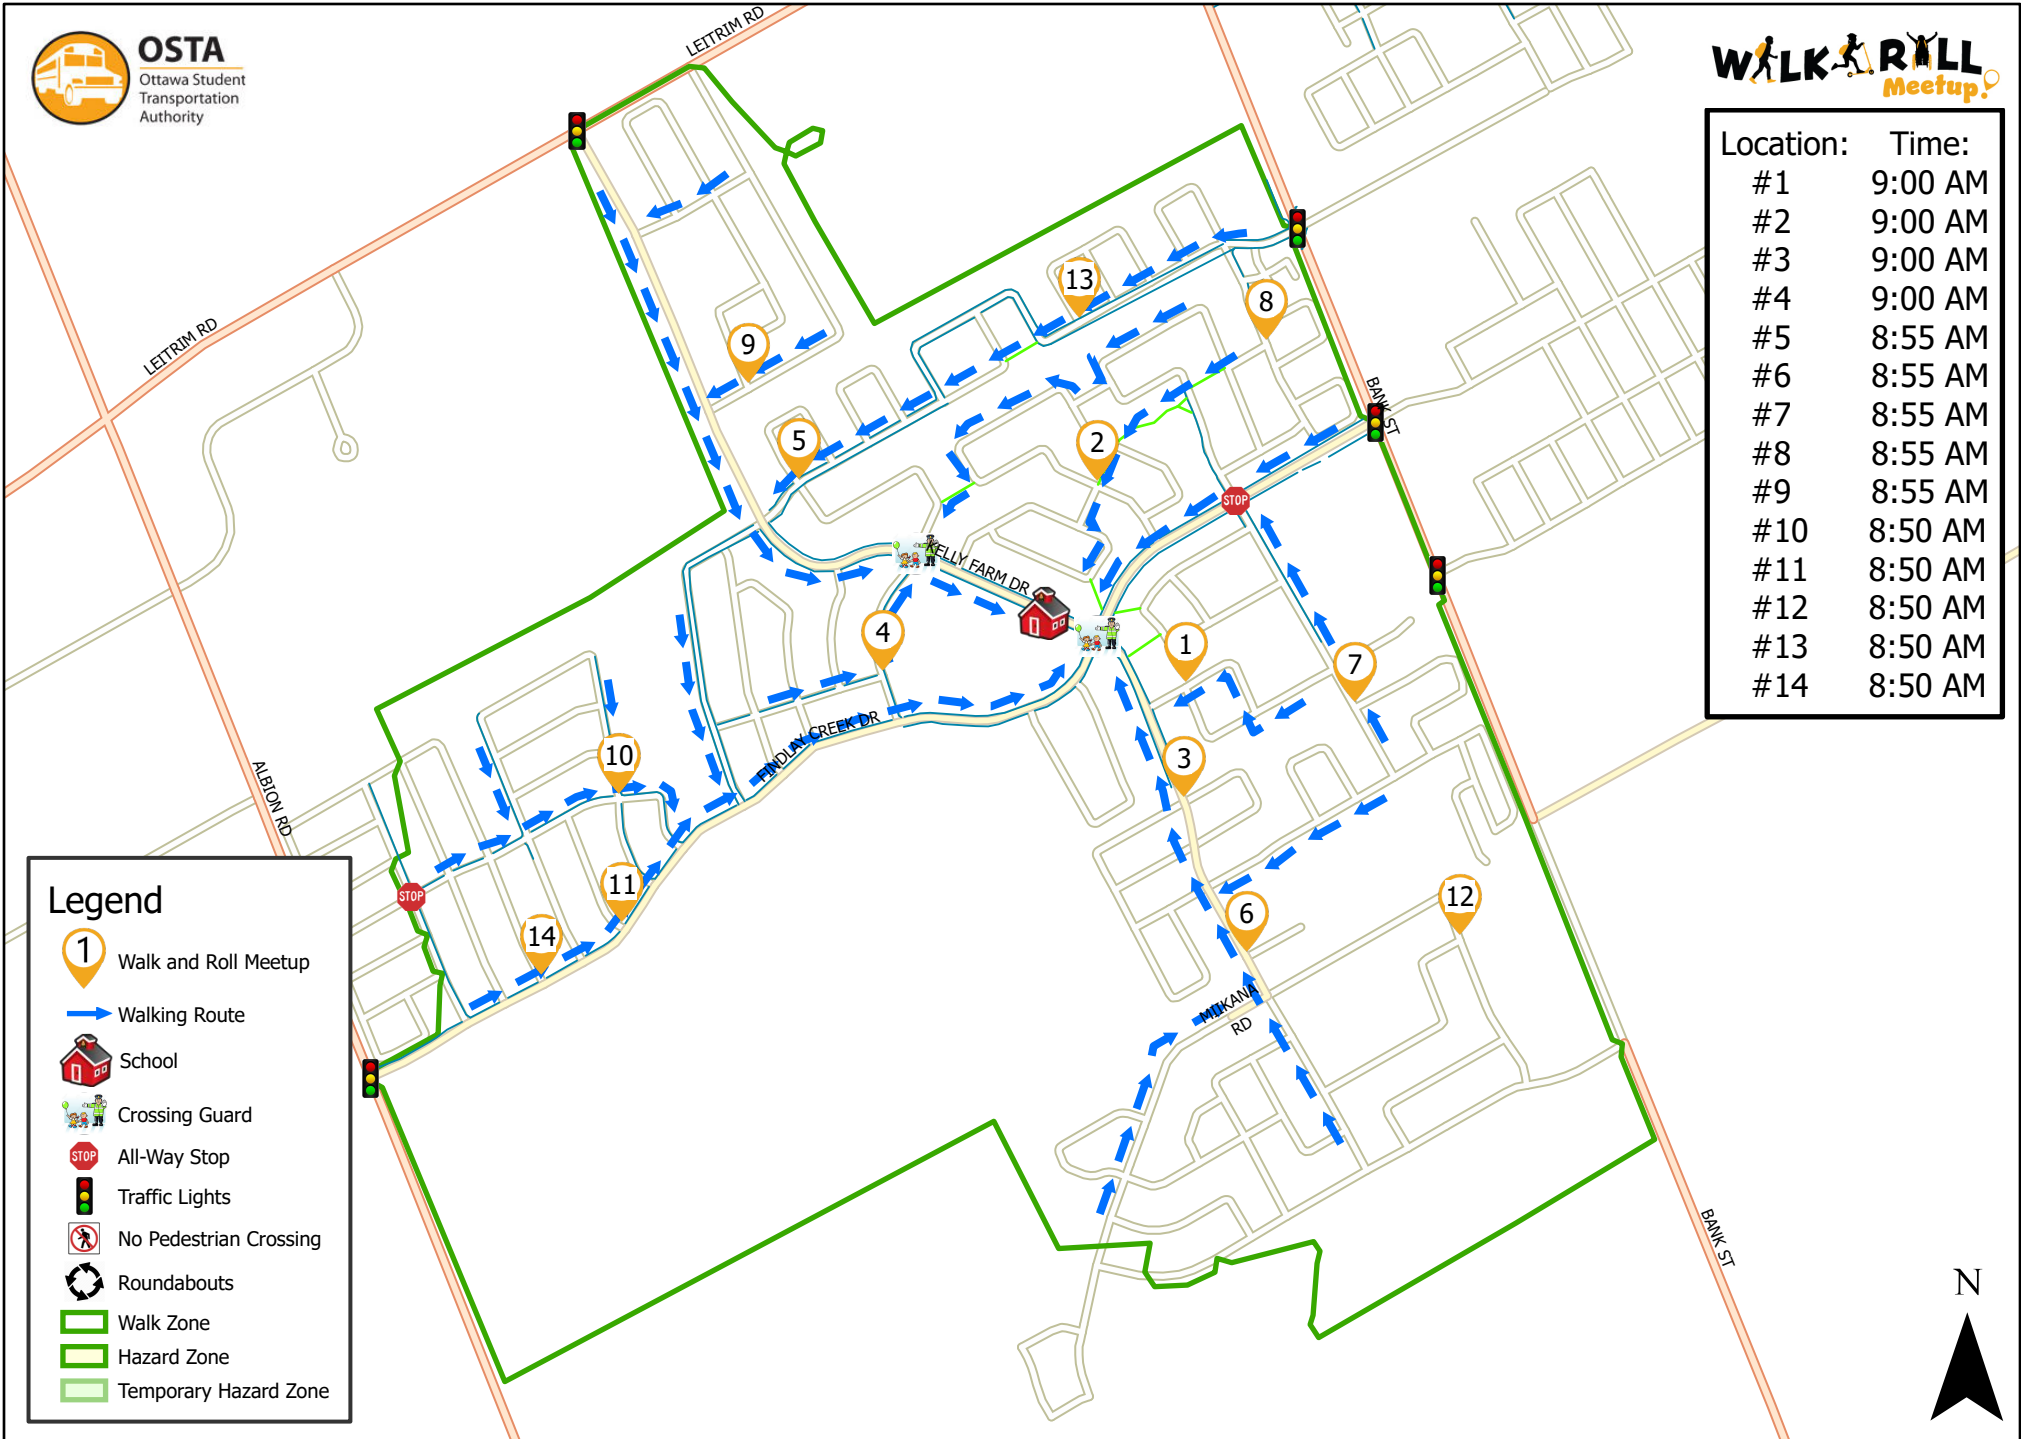 OSTA
Ottawa Student
Transportation
Authority
WALK & ROLL
Meetup!
Location: Time:
#1 9:00 AM
#2 9:00 AM
#3 9:00 AM
#4 9:00 AM
#5 8:55 AM
#6 8:55 AM
#7 8:55 AM
#8 8:55 AM
#9 8:55 AM
#10 8:50 AM
#11 8:50 AM
#12 8:50 AM
#13 8:50 AM
#14 8:50 AM
LEITRIM RD
LEITRIM RD
BANK ST
KELLY FARM DR
FINDLAY CREEK DR
ALBION RD
MIIKANA
RD
BANK ST
13
8
9
5
2
4
1
7
10
3
11
14
6
12
STOP
STOP
Legend
1 Walk and Roll Meetup
Walking Route
School
Crossing Guard
STOP All-Way Stop
Traffic Lights
No Pedestrian Crossing
Roundabouts
Walk Zone
Hazard Zone
Temporary Hazard Zone
N